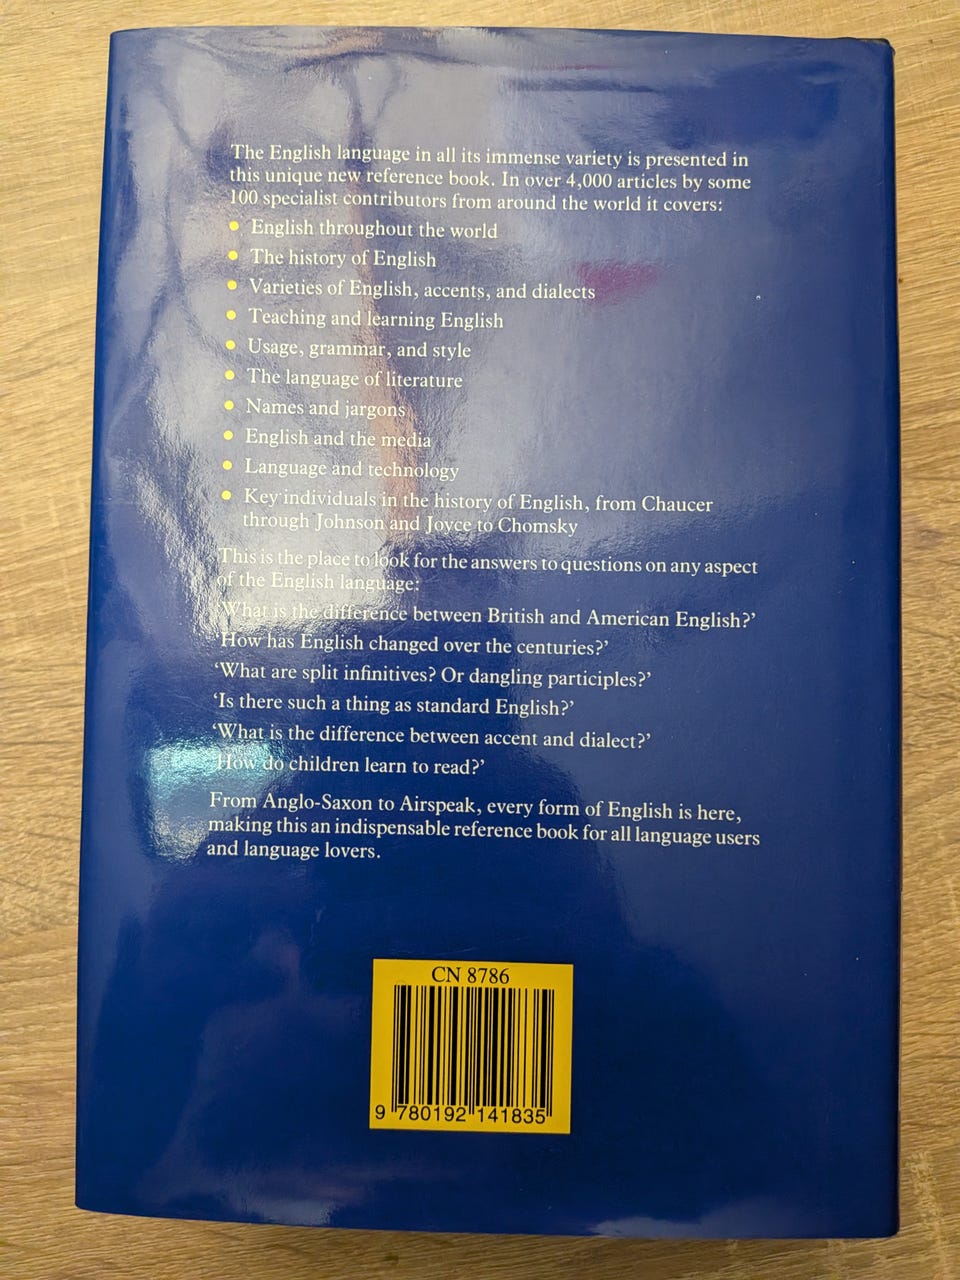 The English language in all its immense variety is presented in
this unique new reference book. In over 4,000 articles by some
100 specialist contributors from around the world it covers:
• English throughout the world
• The history of English
• Varieties of English, accents, and dialects
• Teaching and learning English
• Usage, grammar, and style
• The language of literature
• Names and jargons
• English and the media
• Language and technology
• Key individuals in the history of English, from Chaucer
through Johnson and Joyce to Chomsky
This is the place to look for the answers to questions on any aspect
of the English language:
‘What is the difference between British and American English?’
‘How has English changed over the centuries?’
‘What are split infinitives? Or dangling participles?’
‘Is there such a thing as standard English?’
‘What is the difference between accent and dialect?’
‘How do children learn to read?’
From Anglo-Saxon to Airspeak, every form of English is here,
making this an indispensable reference book for all language users
and language lovers.
CN 8786
9 780192 141835